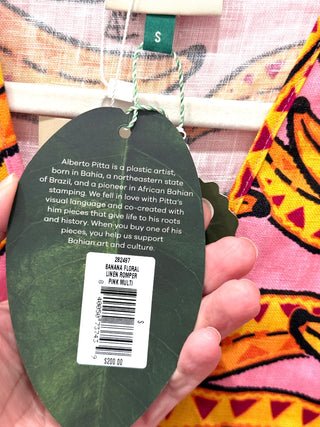 S
Alberto Pitta is a plastic artist,
born in Bahia, a northeastern state
of Brazil, and a pioneer in African Bahian
stamping. We fell in love with Pitta's
visual language and co-created with
him pieces that give life to his roots
and history. When you buy one of his
pieces, you help us support
Bahian art and culture.
282497
BANANA FLORAL
LINEN ROMPER
PINK MULTI
S
$200.00